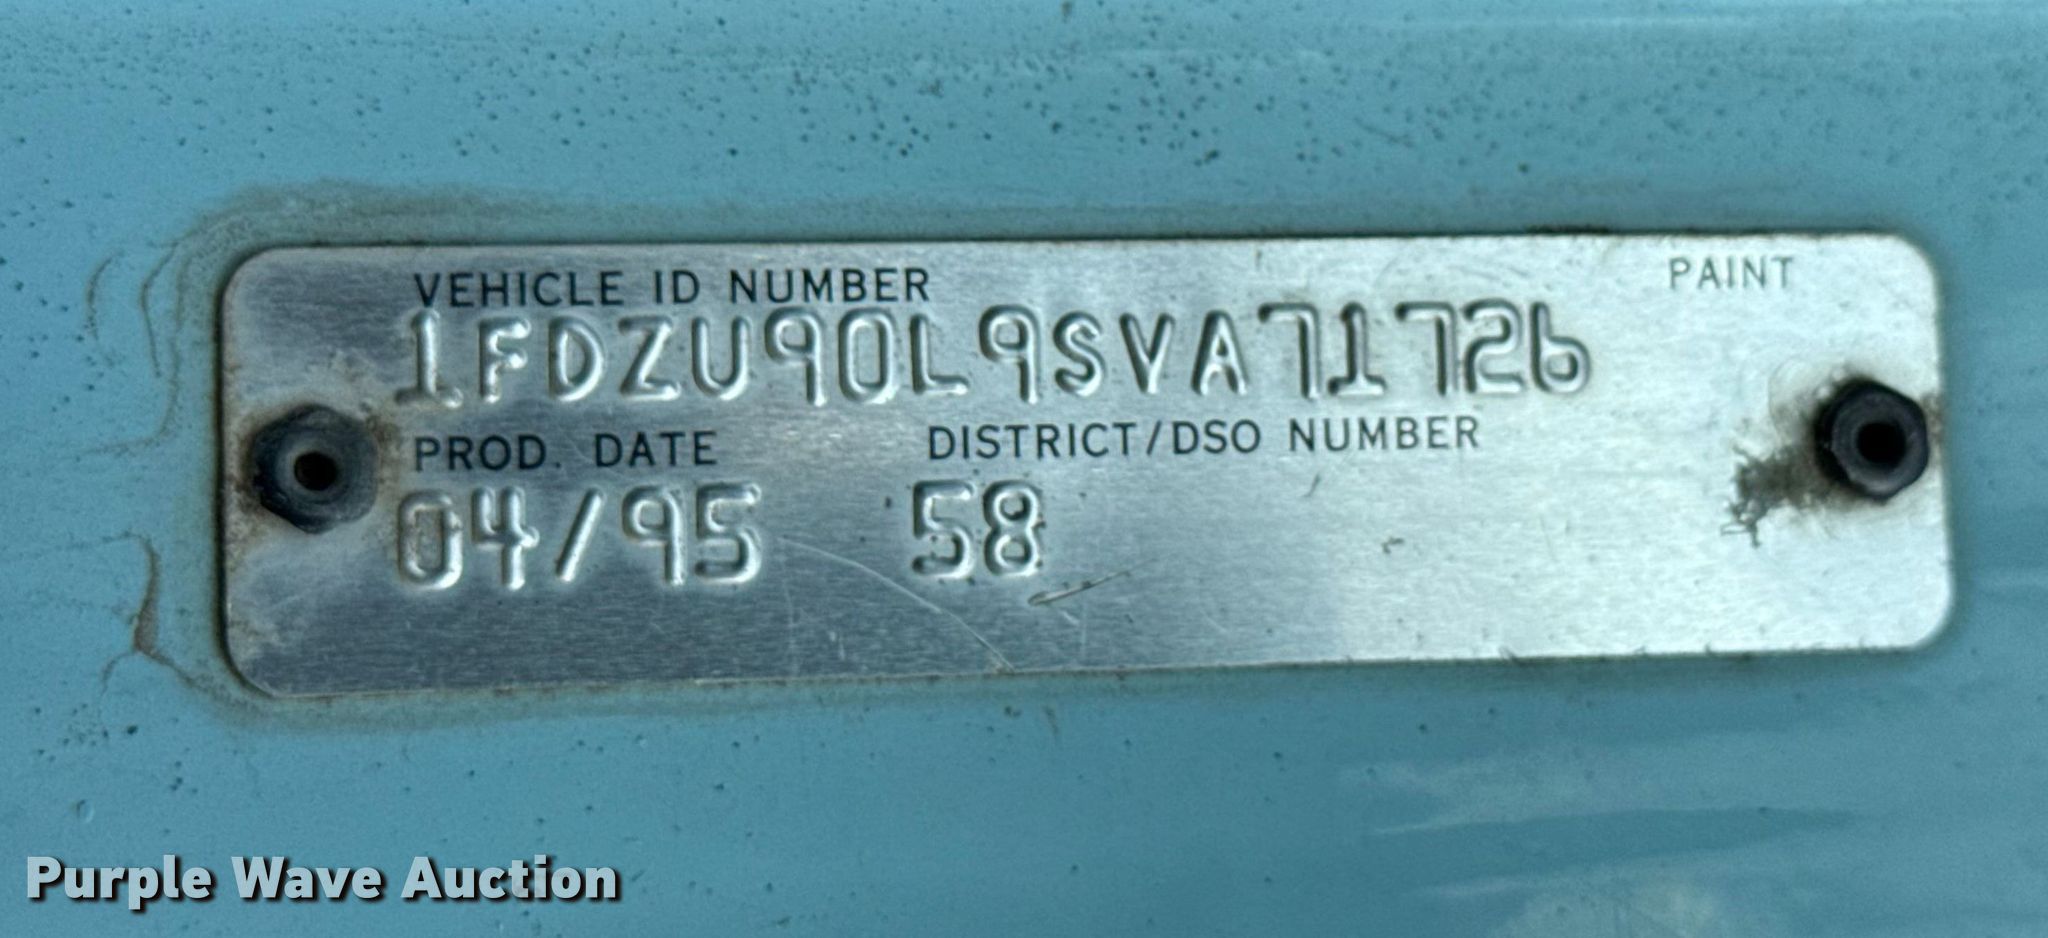 VEHICLE ID NUMBER PAINT
1FDZU90L9SVA71726
PROD. DATE DISTRICT/DSO NUMBER
04/95 58
Purple Wave Auction